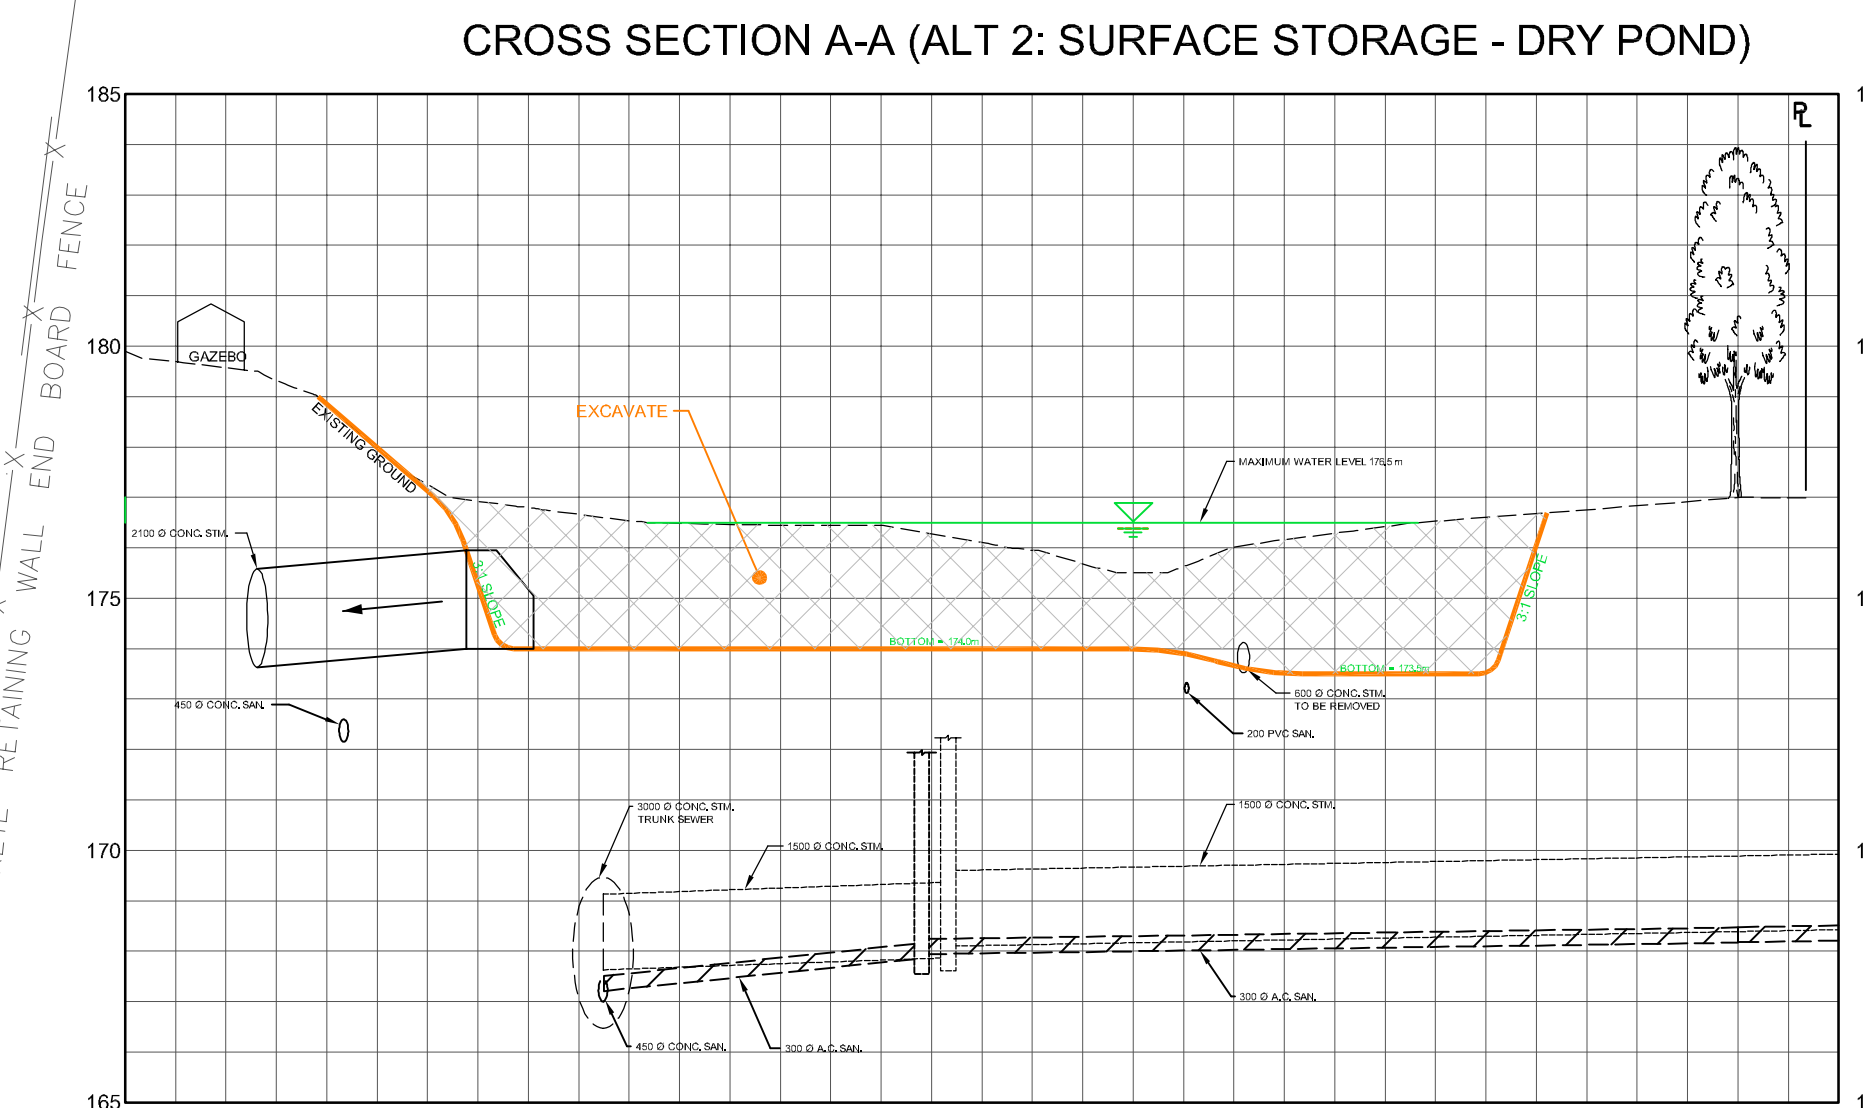 CROSS SECTION A-A (ALT 2: SURFACE STORAGE - DRY POND)
185
PL
RETAINING WALL END BOARD FENCE
X
X
X
180
GAZEBO
EXISTING GROUND
EXCAVATE
MAXIMUM WATER LEVEL 176.5 m
2100 Ø CONC. STM.
3:1 SLOPE
3:1 SLOPE
175
BOTTOM = 174.0m
BOTTOM = 173.5m
600 Ø CONC. STM.
TO BE REMOVED
450 Ø CONC. SAN.
200 PVC SAN.
3000 Ø CONC. STM.
TRUNK SEWER
1500 Ø CONC. STM.
1500 Ø CONC. STM.
170
300 Ø A.C. SAN.
450 Ø CONC. SAN.
300 Ø A.C. SAN.
165